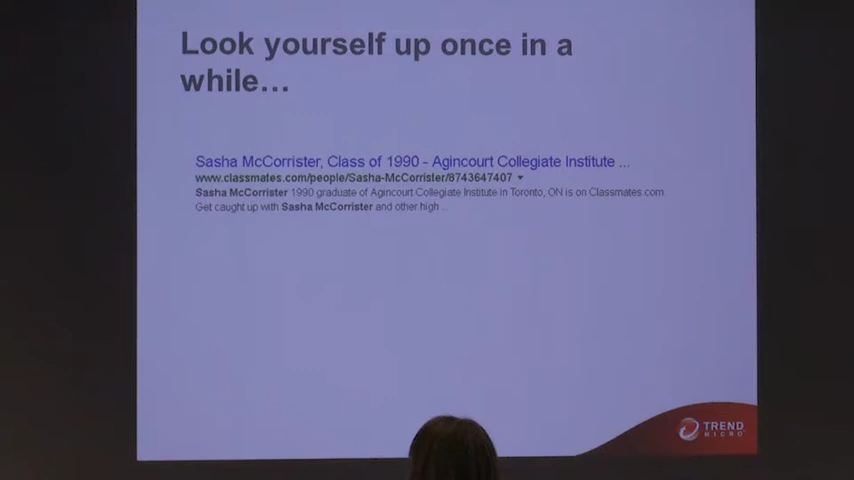 Look yourself up once in a
while…
Sasha McCorrister, Class of 1990 - Agincourt Collegiate Institute ...
www.classmates.com/people/Sasha-McCorrister/8743647407
Sasha McCorrister 1990 graduate of Agincourt Collegiate Institute in Toronto, ON is on Classmates.com.
Get caught up with Sasha McCorrister and other high ...
TREND
MICRO